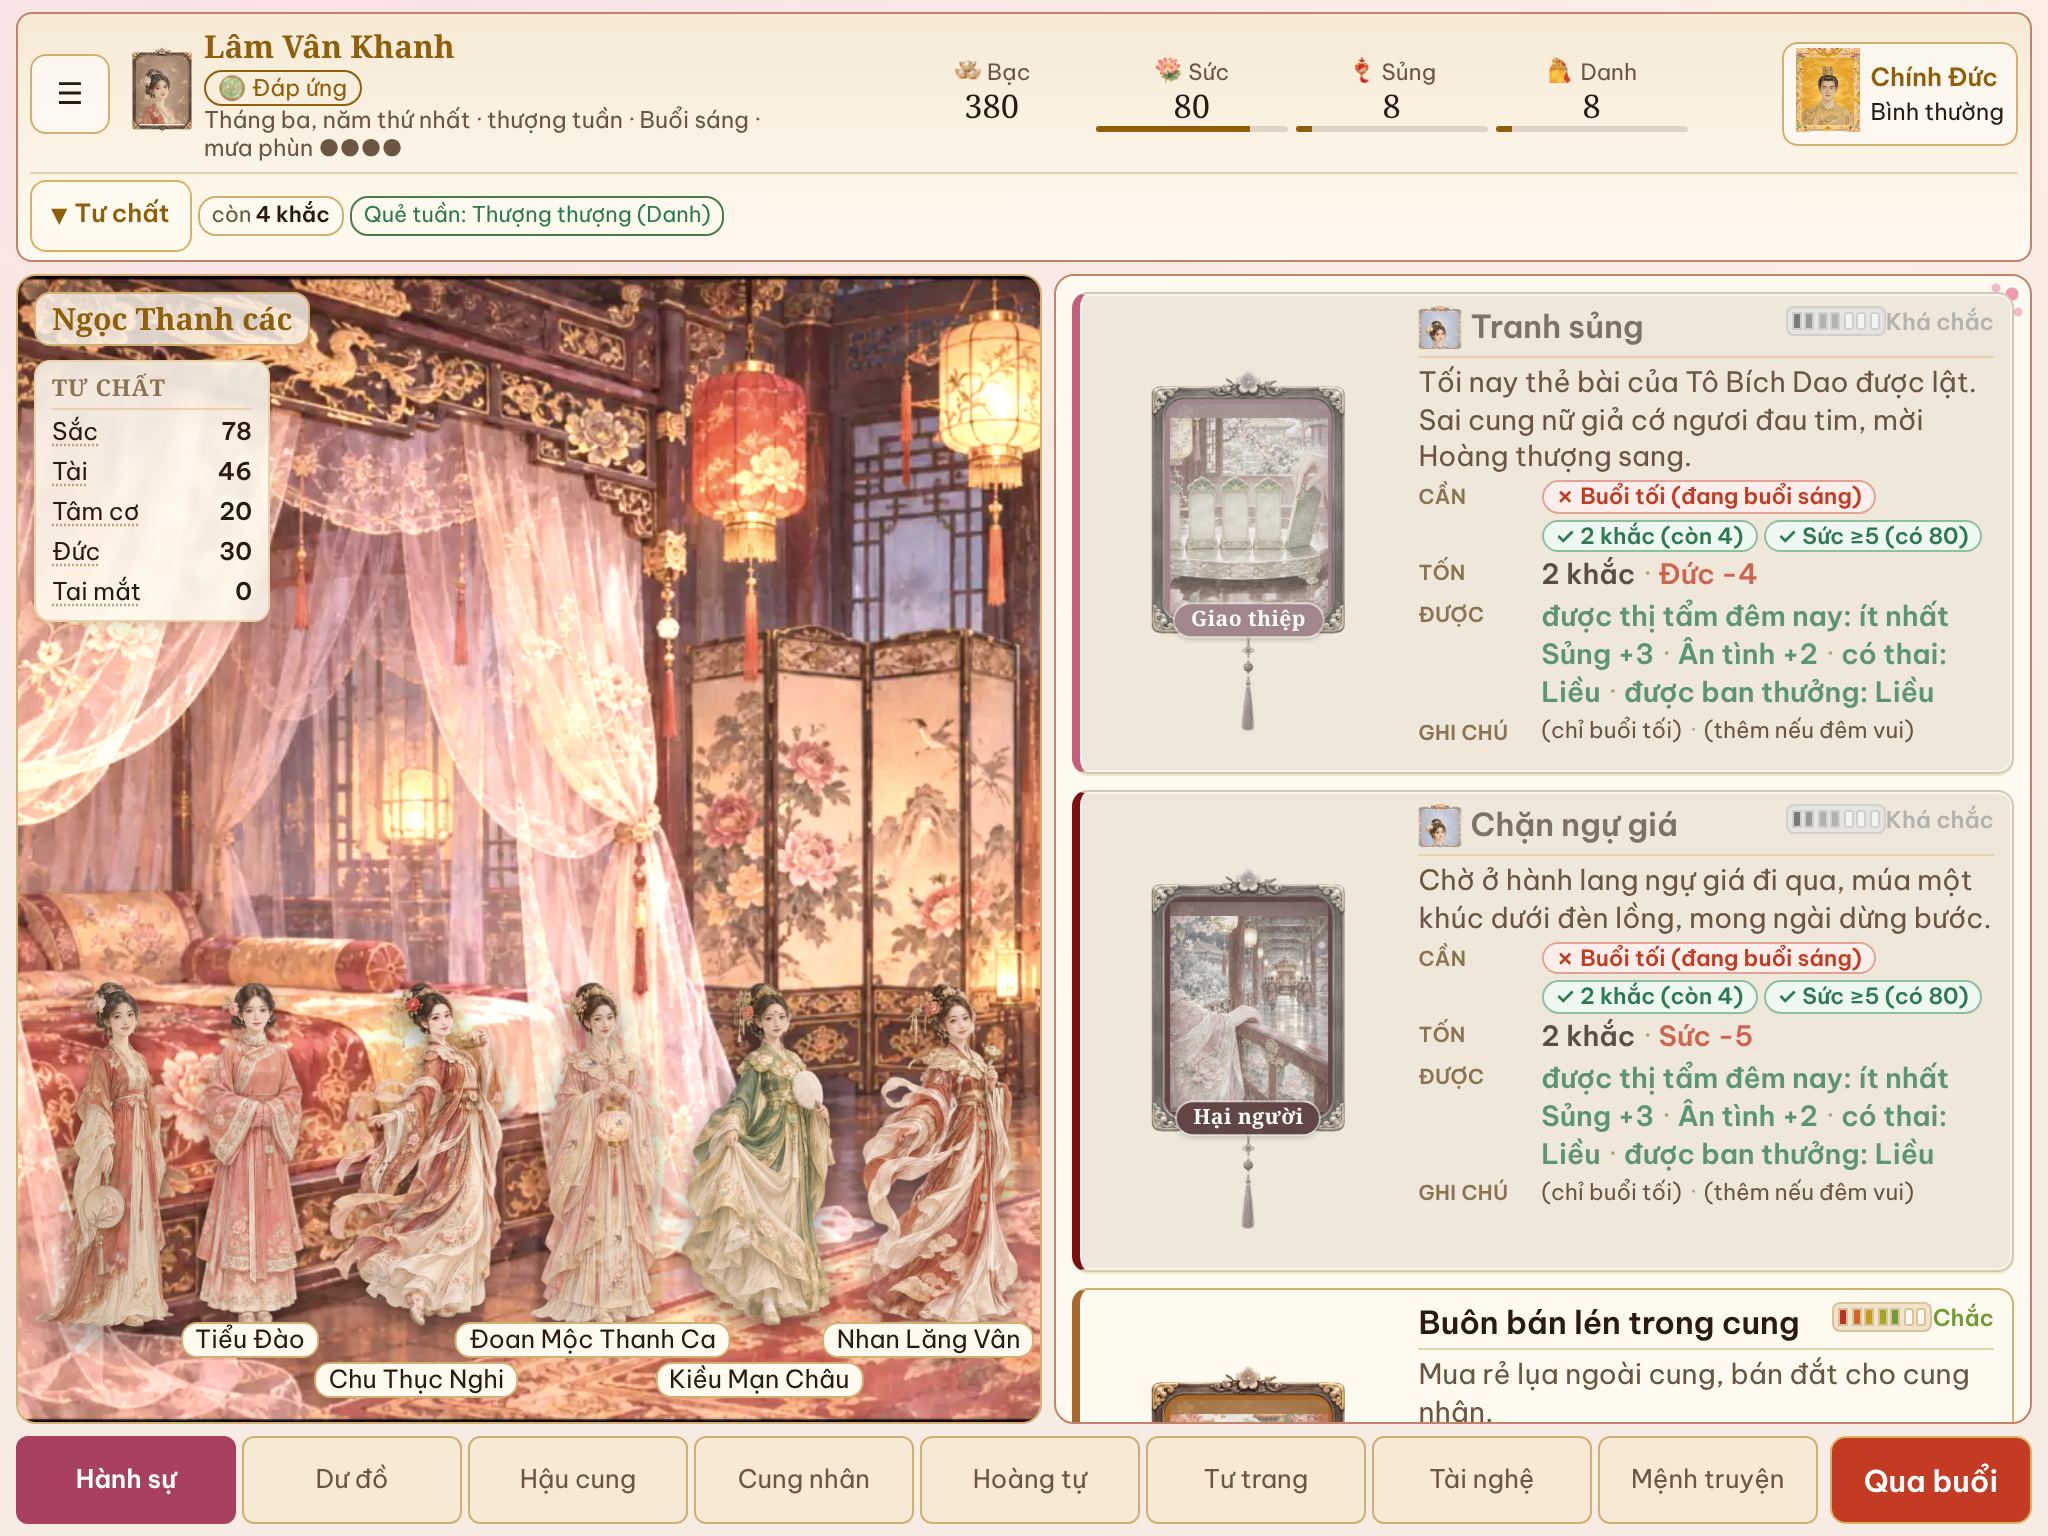 ☰
Lâm Vân Khanh
Đáp ứng
Tháng ba, năm thứ nhất · thượng tuần · Buổi sáng ·
mưa phùn ●●●●
Bạc
380
Sức
80
Sủng
8
Danh
8
Chính Đức
Bình thường
▼ Tư chất
còn 4 khắc
Quẻ tuần: Thượng thượng (Danh)
Ngọc Thanh các
TƯ CHẤT
Sắc 78
Tài 46
Tâm cơ 20
Đức 30
Tai mắt 0
Tiểu Đào
Đoan Mộc Thanh Ca
Nhan Lăng Vân
Chu Thục Nghi
Kiều Mạn Châu
Tranh sủng
Khá chắc
Tối nay thẻ bài của Tô Bích Dao được lật.
Sai cung nữ giả cớ ngươi đau tim, mời
Hoàng thượng sang.
CẦN × Buổi tối (đang buổi sáng)
✓ 2 khắc (còn 4) ✓ Sức ≥5 (có 80)
TỐN 2 khắc · Đức -4
ĐƯỢC được thị tẩm đêm nay: ít nhất
Sủng +3 · Ân tình +2 · có thai:
Liều · được ban thưởng: Liều
GHI CHÚ (chỉ buổi tối) · (thêm nếu đêm vui)
Giao thiệp
Chặn ngự giá
Khá chắc
Chờ ở hành lang ngự giá đi qua, múa một
khúc dưới đèn lồng, mong ngài dừng bước.
CẦN × Buổi tối (đang buổi sáng)
✓ 2 khắc (còn 4) ✓ Sức ≥5 (có 80)
TỐN 2 khắc · Sức -5
ĐƯỢC được thị tẩm đêm nay: ít nhất
Sủng +3 · Ân tình +2 · có thai:
Liều · được ban thưởng: Liều
GHI CHÚ (chỉ buổi tối) · (thêm nếu đêm vui)
Hại người
Buôn bán lén trong cung
Chắc
Mua rẻ lụa ngoài cung, bán đắt cho cung
nhân.
Hành sự
Dư đồ
Hậu cung
Cung nhân
Hoàng tự
Tư trang
Tài nghệ
Mệnh truyện
Qua buổi